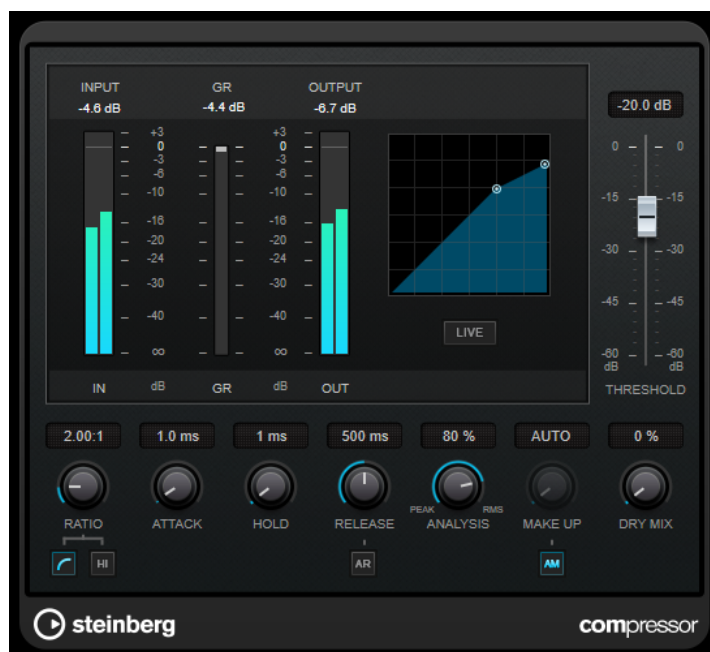 INPUT GR OUTPUT
-4.6 dB -4.4 dB -6.7 dB
-20.0 dB
+3 +3
0 0
-3 -3
-6 -6
-10 -10
-16 -16
-20 -20
-24 -24
-30 -30
-40 -40
∞ ∞
IN dB GR dB OUT
LIVE
0 0
-15 -15
-30 -30
-45 -45
-60 -60
dB dB
THRESHOLD
2.00:1 1.0 ms 1 ms 500 ms 80 % AUTO 0 %
PEAK RMS
RATIO ATTACK HOLD RELEASE ANALYSIS MAKE UP DRY MIX
HI AR AM
steinberg compressor